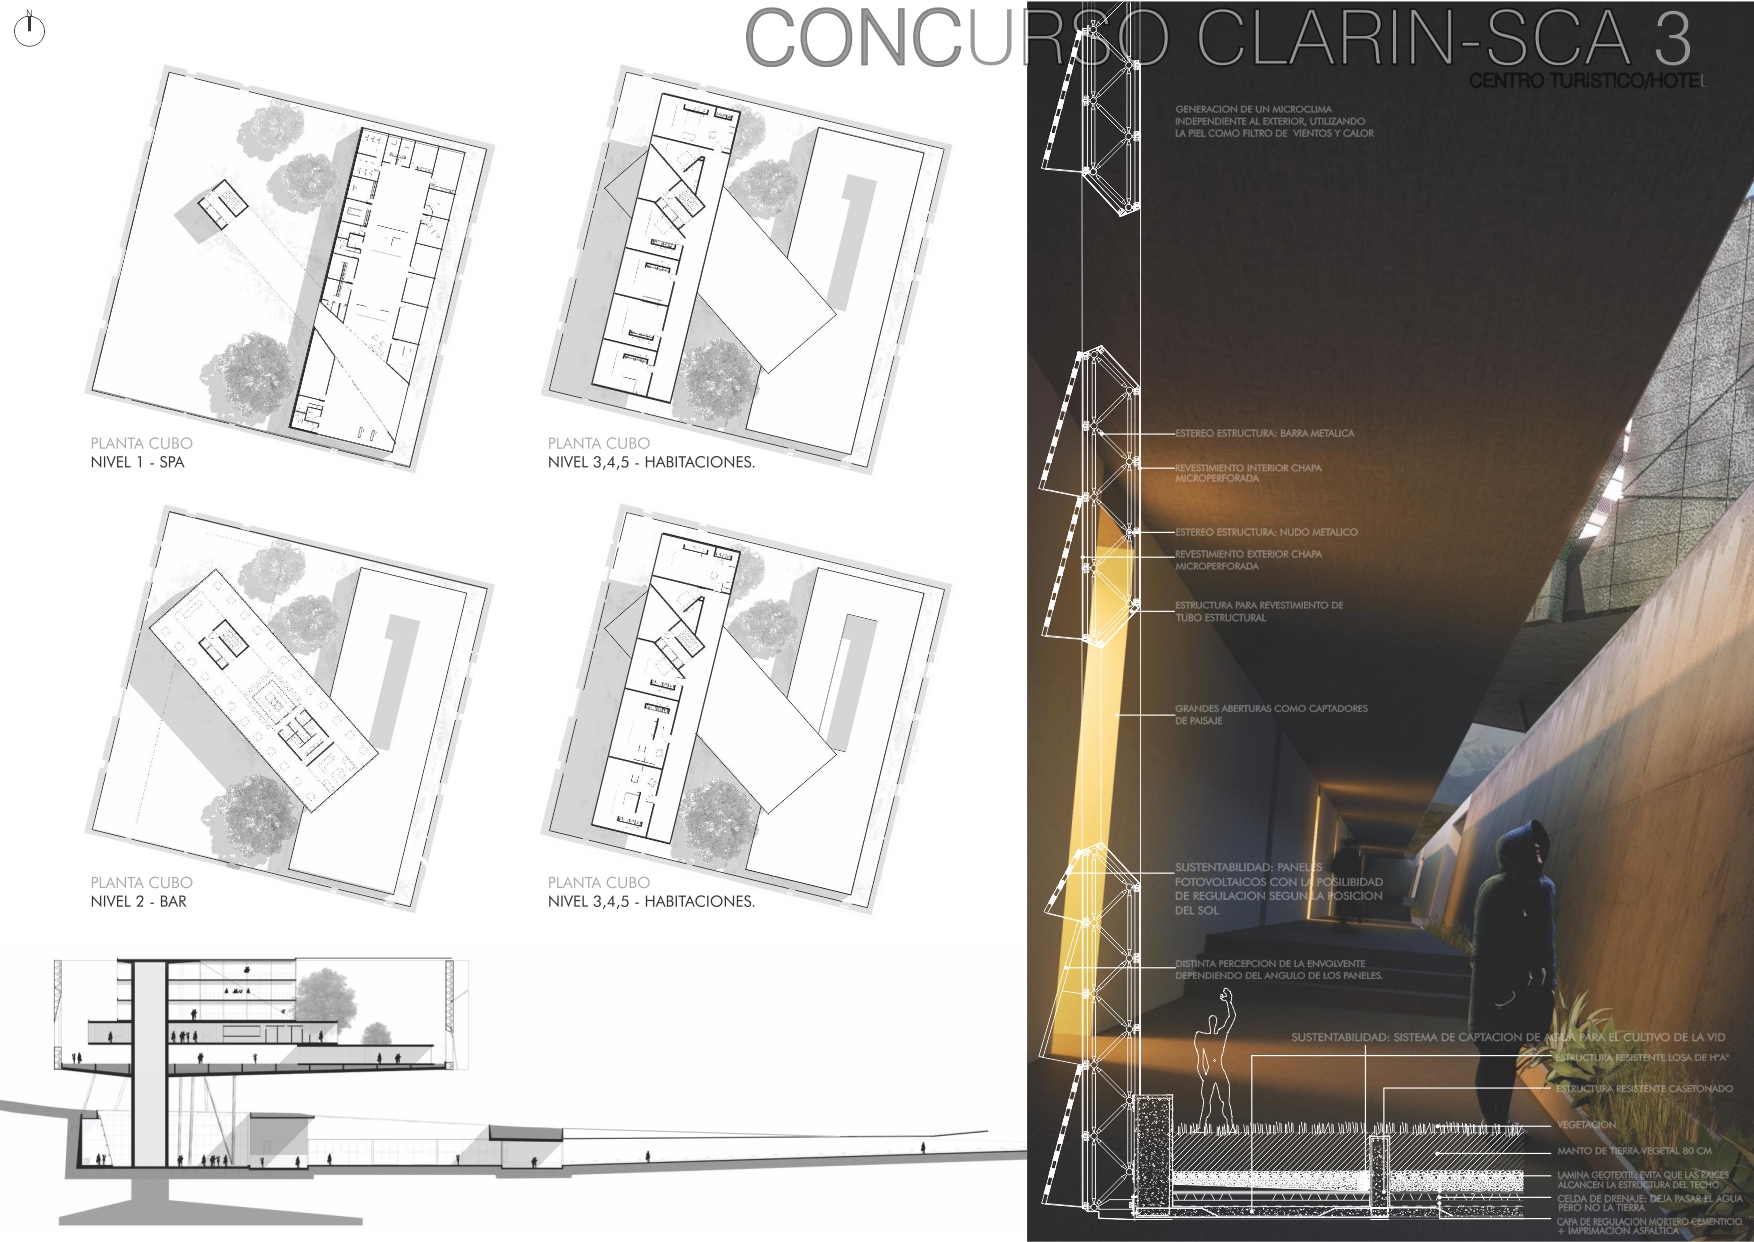 N
CONCURSO CLARIN-SCA 3
CENTRO TURISTICO/HOTEL
PLANTA CUBO
NIVEL 1 - SPA
PLANTA CUBO
NIVEL 3,4,5 - HABITACIONES.
PLANTA CUBO
NIVEL 2 - BAR
PLANTA CUBO
NIVEL 3,4,5 - HABITACIONES.
GENERACION DE UN MICROCLIMA
INDEPENDIENTE AL EXTERIOR, UTILIZANDO
LA PIEL COMO FILTRO DE VIENTOS Y CALOR
ESTEREO ESTRUCTURA: BARRA METALICA
REVESTIMIENTO INTERIOR CHAPA
MICROPERFORADA
ESTEREO ESTRUCTURA: NUDO METALICO
REVESTIMIENTO EXTERIOR CHAPA
MICROPERFORADA
ESTRUCTURA PARA REVESTIMIENTO DE
TUBO ESTRUCTURAL
GRANDES ABERTURAS COMO CAPTADORES
DE PAISAJE
SUSTENTABILIDAD: PANELES
FOTOVOLTAICOS CON LA POSILIBIDAD
DE REGULACION SEGUN LA POSICION
DEL SOL
DISTINTA PERCEPCION DE LA ENVOLVENTE
DEPENDIENDO DEL ANGULO DE LOS PANELES.
SUSTENTABILIDAD: SISTEMA DE CAPTACION DE AGUA PARA EL CULTIVO DE LA VID
ESTRUCTURA RESISTENTE LOSA DE H°A°
ESTRUCTURA RESISTENTE CASETONADO
VEGETACION
MANTO DE TIERRA VEGETAL 80 CM
LAMINA GEOTEXTIL: EVITA QUE LAS RAICES
ALCANCEN LA ESTRUCTURA DEL TECHO
CELDA DE DRENAJE: DEJA PASAR EL AGUA
PERO NO LA TIERRA
CAPA DE REGULACION MORTERO CEMENTICIO
+ IMPRIMACION ASFALTICA